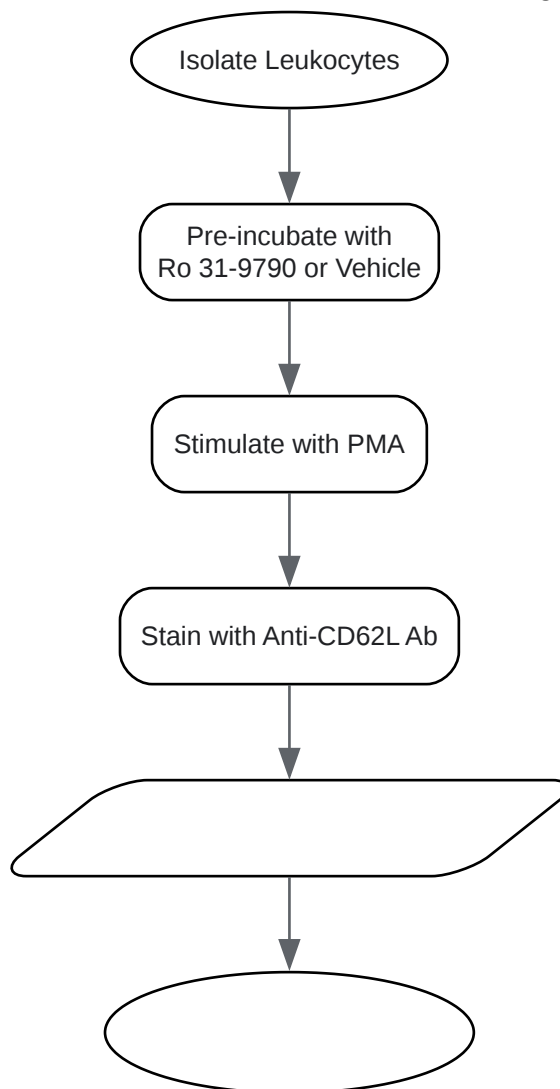 Isolate Leukocytes
Pre-incubate with
Ro 31-9790 or Vehicle
Stimulate with PMA
Stain with Anti-CD62L Ab